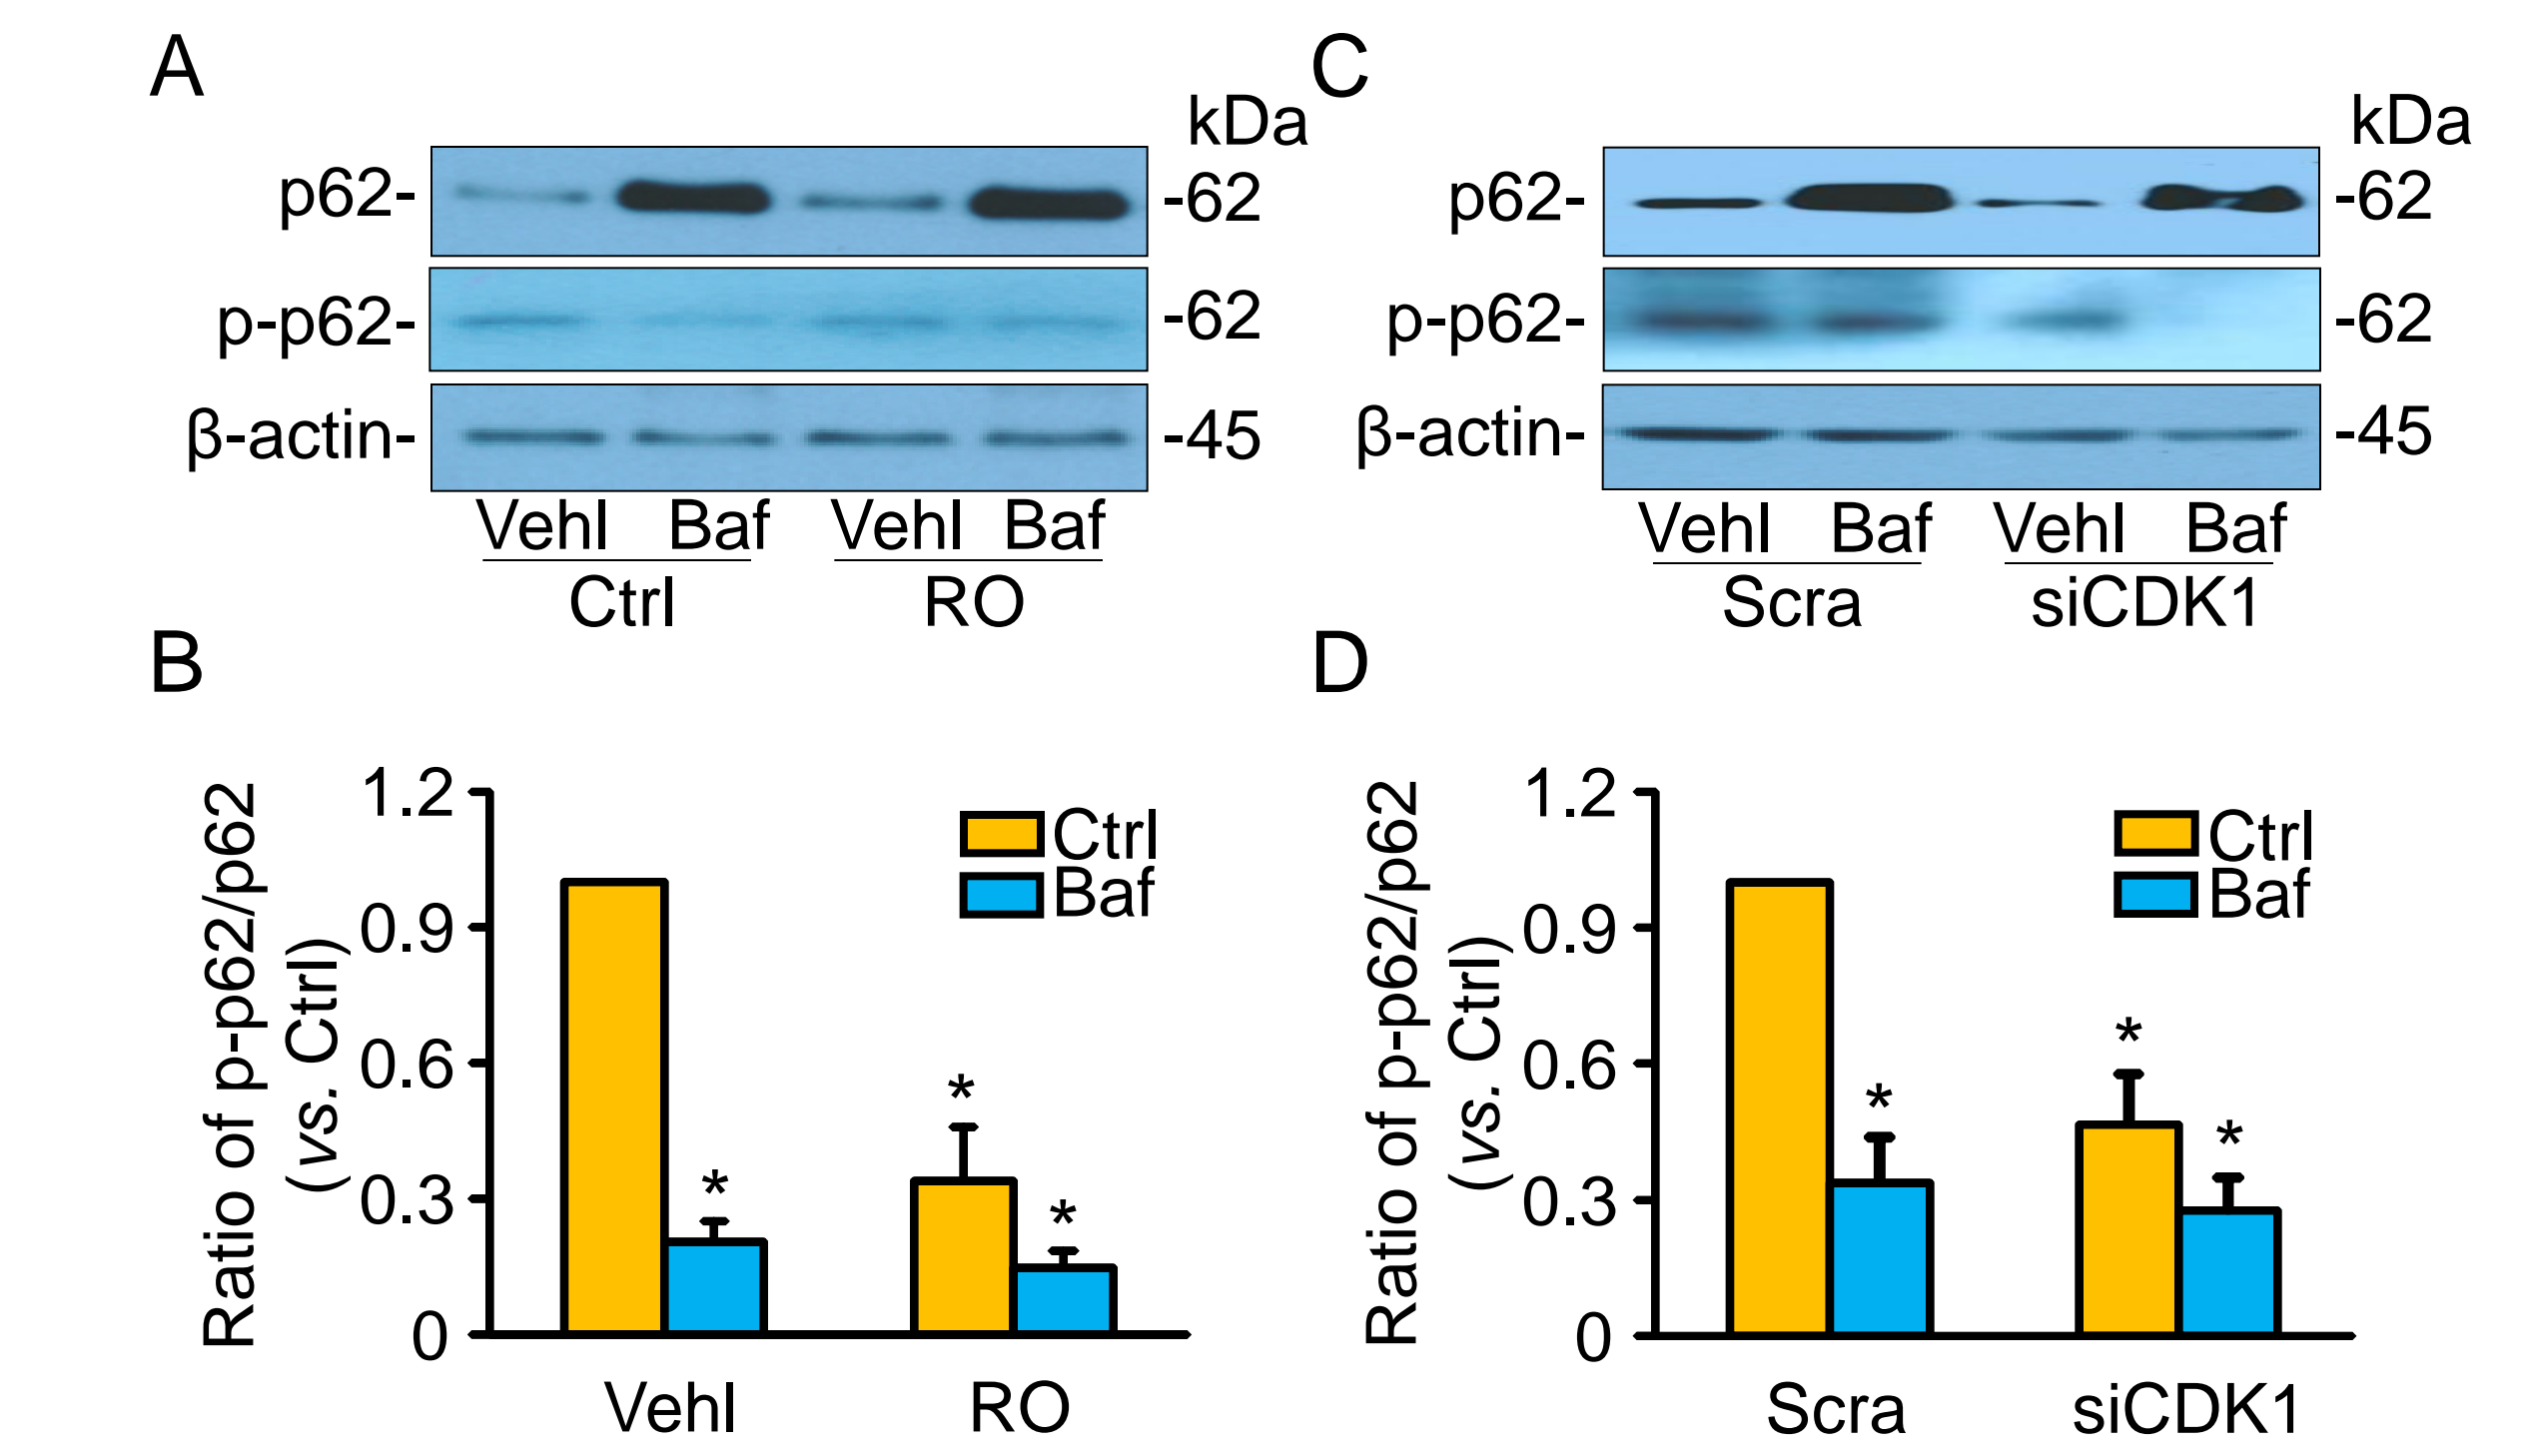 A
kDa
p62-
-62
p-p62-
-62
β-actin-
-45
Vehl Baf Vehl Baf
Ctrl RO
C
kDa
p62-
-62
p-p62-
-62
β-actin-
-45
Vehl Baf Vehl Baf
Scra siCDK1
B
Ratio of p-p62/p62
(vs. Ctrl)
1.2
0.9
0.6
0.3
0
Ctrl
Baf
*
*
*
Vehl RO
D
Ratio of p-p62/p62
(vs. Ctrl)
1.2
0.9
0.6
0.3
0
Ctrl
Baf
*
*
*
Scra siCDK1